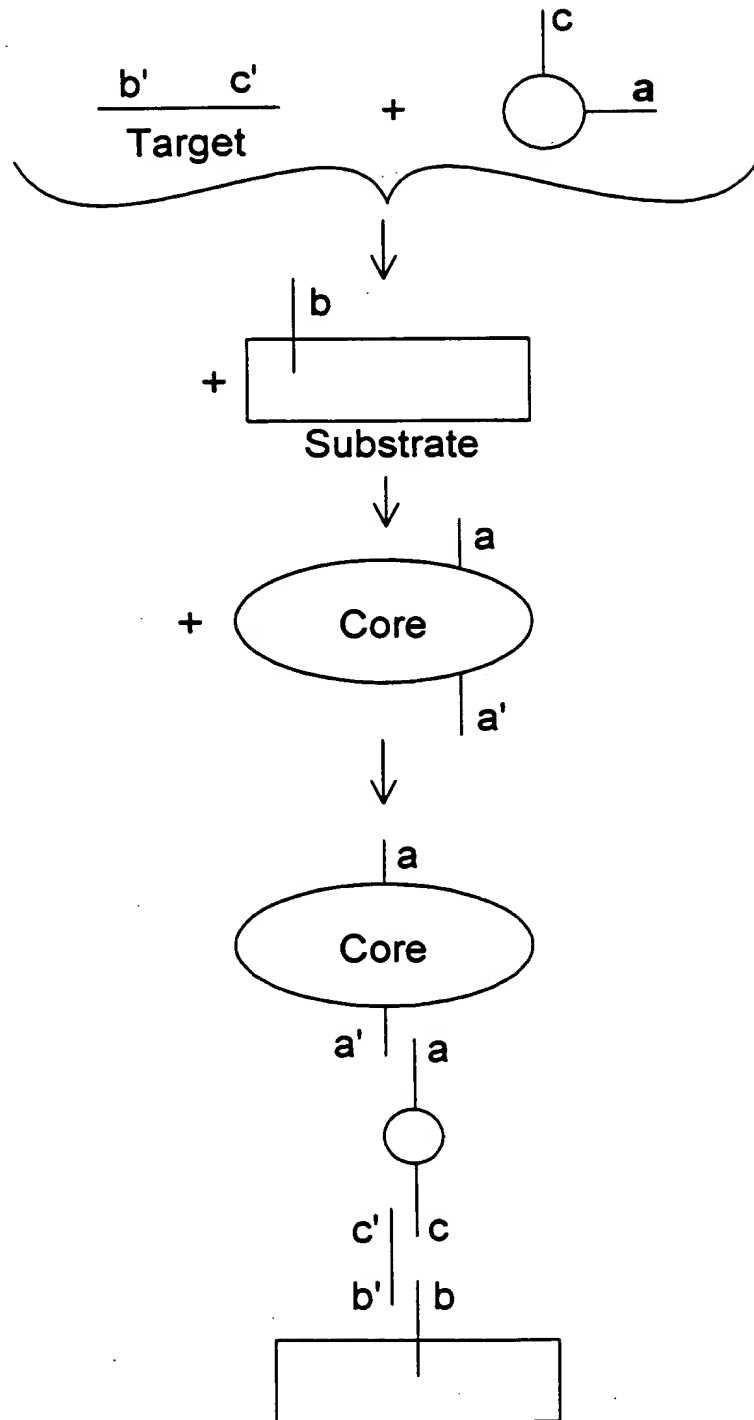 c
b' c' + a
Target
b
+
Substrate
a
+ Core
a'
a
Core
a' a
c' c
b' b